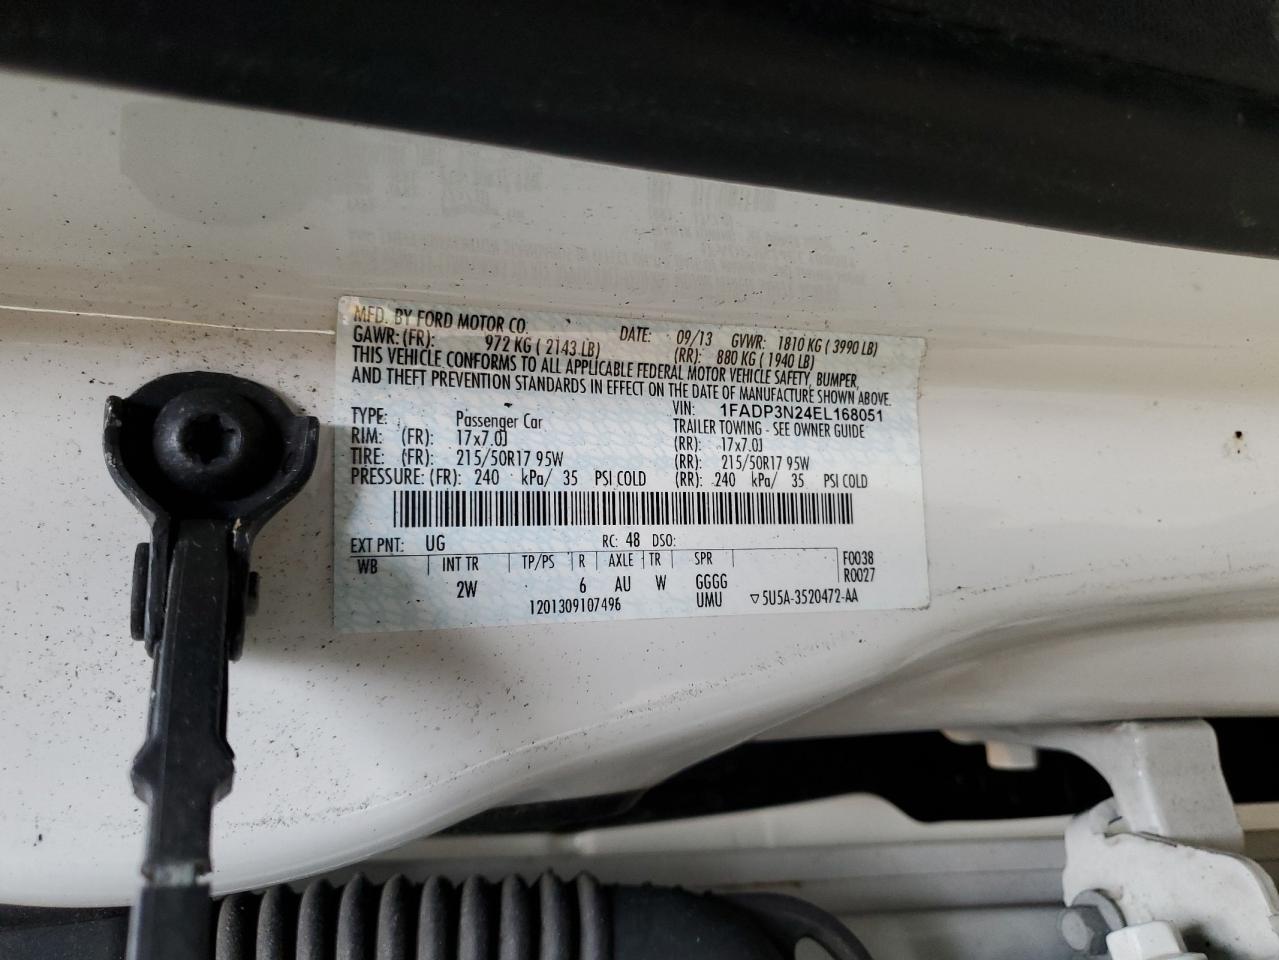 MFD. BY FORD MOTOR CO. DATE: 09/13 GVWR: 1810 KG ( 3990 LB)
GAWR: (FR): 972 KG ( 2143 LB) (RR): 880 KG ( 1940 LB)
THIS VEHICLE CONFORMS TO ALL APPLICABLE FEDERAL MOTOR VEHICLE SAFETY, BUMPER,
AND THEFT PREVENTION STANDARDS IN EFFECT ON THE DATE OF MANUFACTURE SHOWN ABOVE.
VIN: 1FADP3N24EL168051
TYPE: Passenger Car TRAILER TOWING - SEE OWNER GUIDE
RIM: (FR): 17x7.0J (RR): 17x7.0J
TIRE: (FR): 215/50R17 95W (RR): 215/50R17 95W
PRESSURE: (FR): 240 kPa/ 35 PSI COLD (RR): 240 kPa/ 35 PSI COLD
EXT PNT: UG RC: 48 DSO:
WB INT TR TP/PS R AXLE TR SPR F0038
2W 6 AU W GGGG R0027
1201309107496 UMU ▽5U5A-3520472-AA